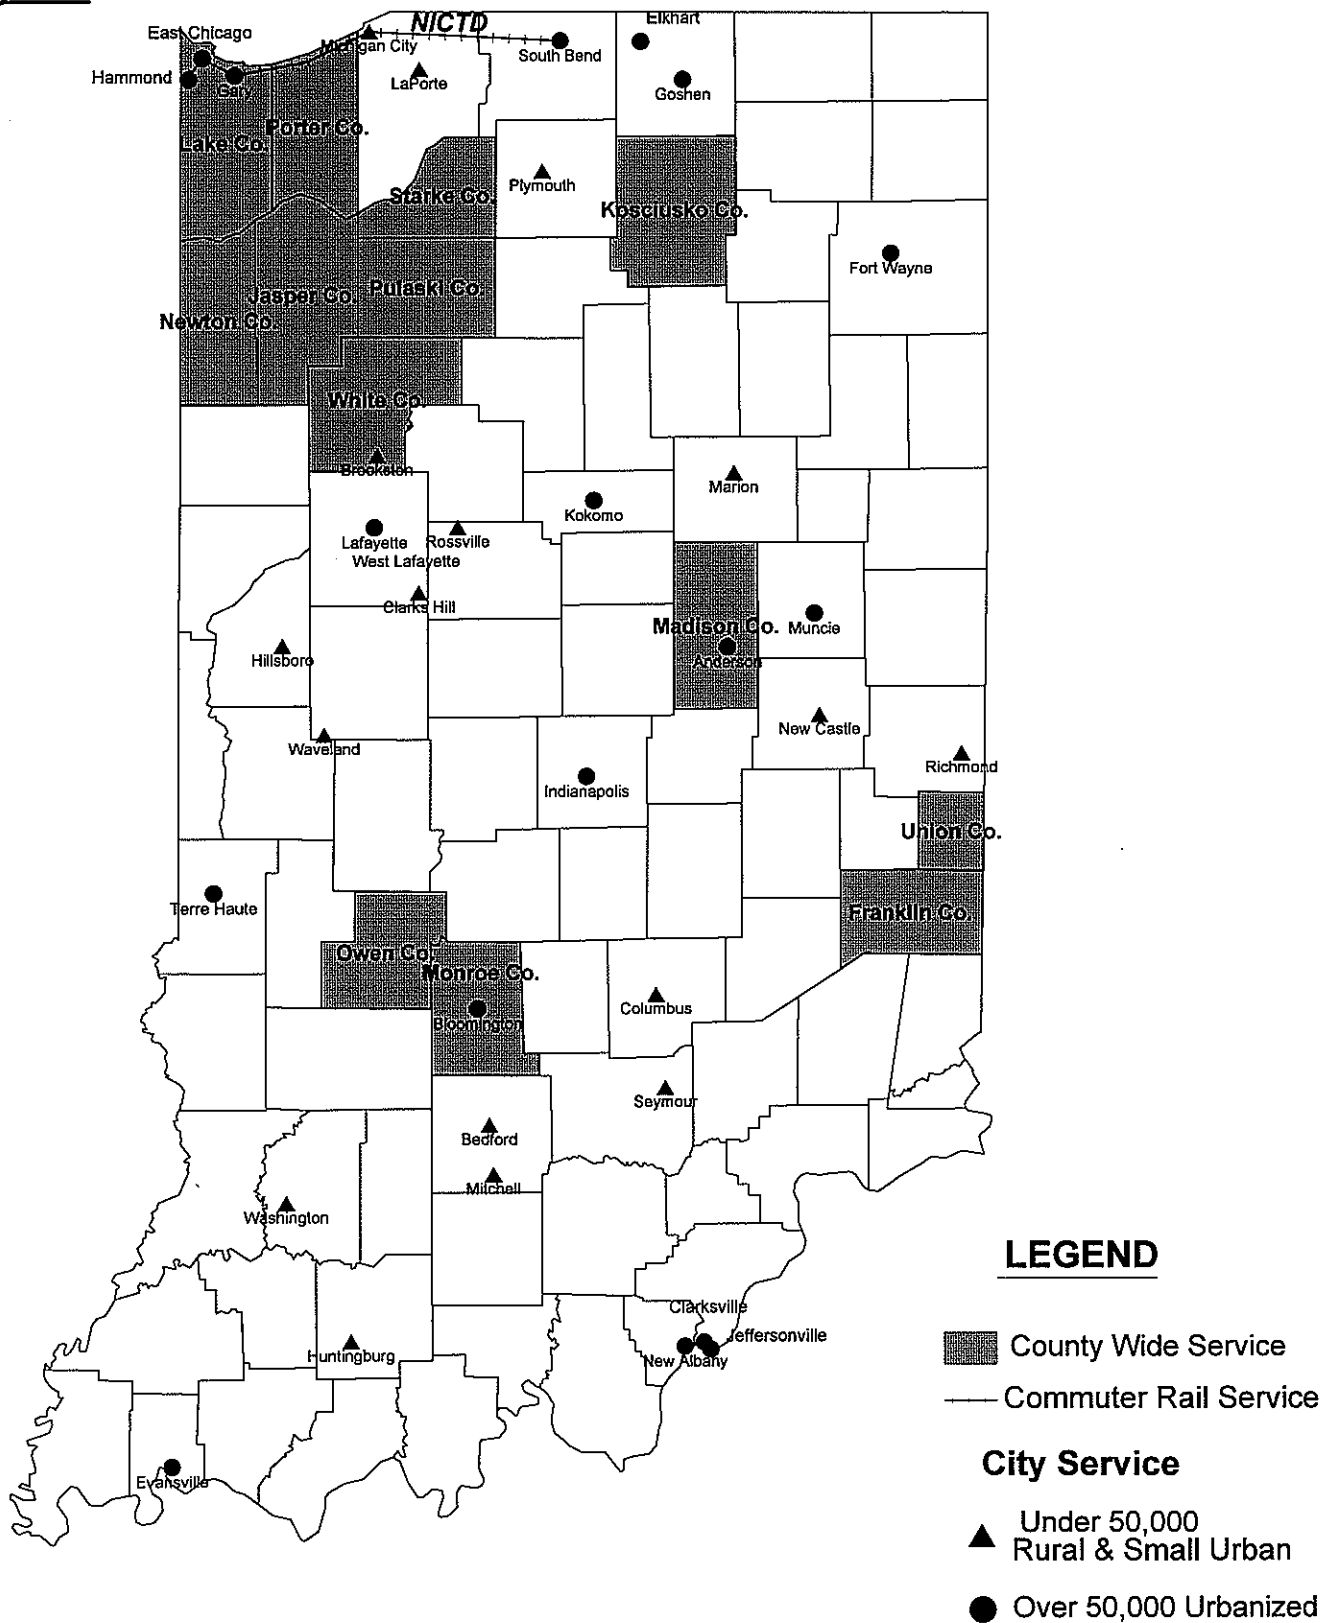 NICTD
Elkhart
East Chicago
Michigan City
South Bend
Hammond
Gary
LaPorte
Goshen
Porter Co.
Lake Co.
Starke Co.
Plymouth
Kosciusko Co.
Fort Wayne
Jasper Co.
Pulaski Co.
Newton Co.
White Co.
Brookston
Marion
Kokomo
Lafayette
Rossville
West Lafayette
Clarks Hill
Madison Co.
Muncie
Hillsboro
Anderson
New Castle
Waveland
Richmond
Indianapolis
Union Co.
Terre Haute
Franklin Co.
Owen Co.
Monroe Co.
Columbus
Bloomington
Seymour
Bedford
Mitchell
Washington
Clarksville
Jeffersonville
Huntingburg
New Albany
Evansville
LEGEND
County Wide Service
Commuter Rail Service
City Service
Under 50,000
Rural & Small Urban
Over 50,000 Urbanized